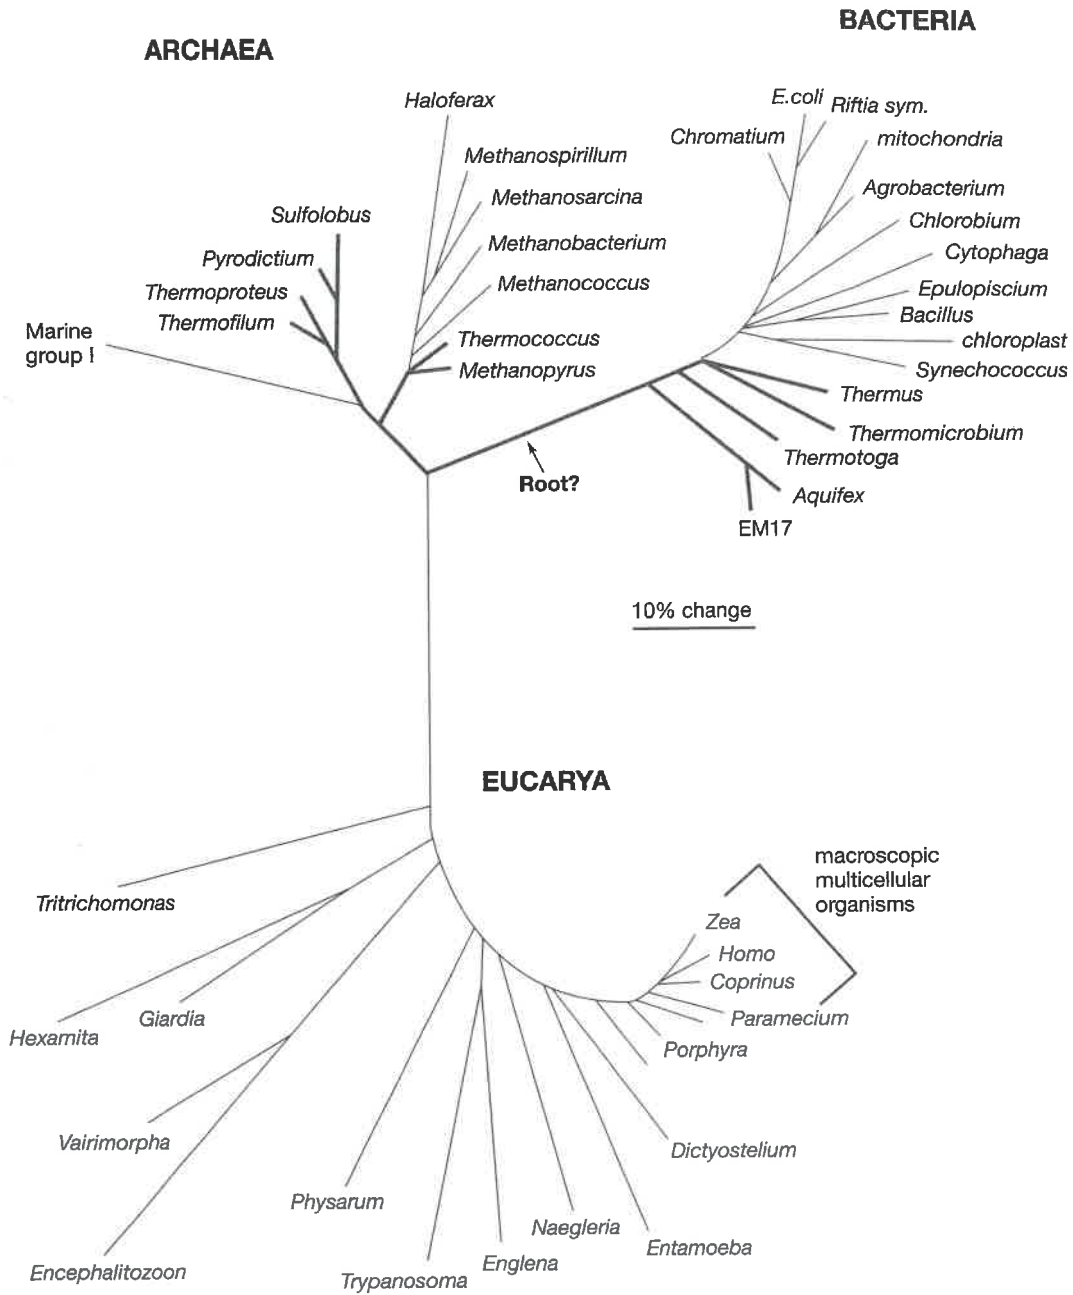 BACTERIA
ARCHAEA
Haloferax
Methanospirillum
Methanosarcina
Methanobacterium
Methanococcus
Thermococcus
Methanopyrus
Sulfolobus
Pyrodictium
Thermoproteus
Thermofilum
Marine
group I
E.coli
Riftia sym.
Chromatium
mitochondria
Agrobacterium
Chlorobium
Cytophaga
Epulopiscium
Bacillus
chloroplast
Synechococcus
Thermus
Thermomicrobium
Thermotoga
Aquifex
EM17
Root?
10% change
EUCARYA
macroscopic
multicellular
organisms
Zea
Homo
Coprinus
Paramecium
Porphyra
Dictyostelium
Entamoeba
Naegleria
Englena
Trypanosoma
Physarum
Encephalitozoon
Vairimorpha
Giardia
Hexamita
Tritrichomonas